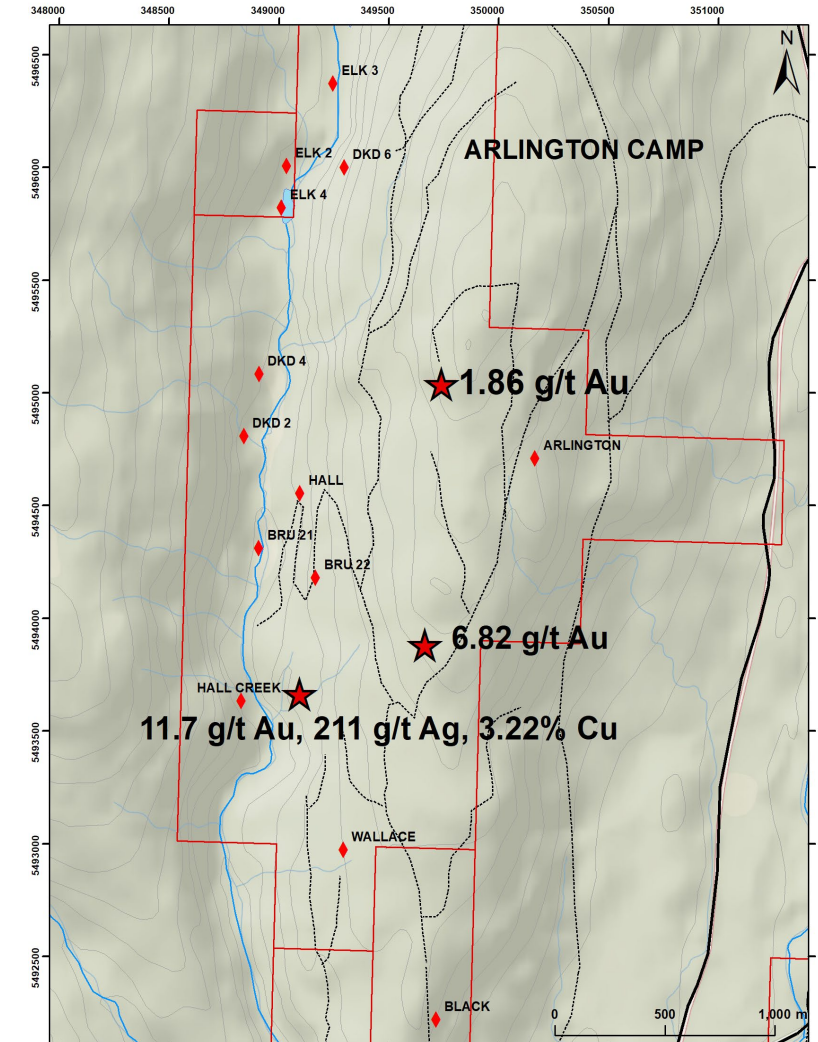 348000 348500 349000 349500 350000 350500 351000
5496500
N
ELK 3
ARLINGTON CAMP
ELK 2
DKD 6
5496000
ELK 4
5495500
DKD 4
1.86 g/t Au
5495000
DKD 2
ARLINGTON
HALL
5494500
BRU 21
BRU 22
5494000
6.82 g/t Au
HALL CREEK
11.7 g/t Au, 211 g/t Ag, 3.22% Cu
5493500
WALLACE
5493000
5492500
BLACK
0 500 1,000 m